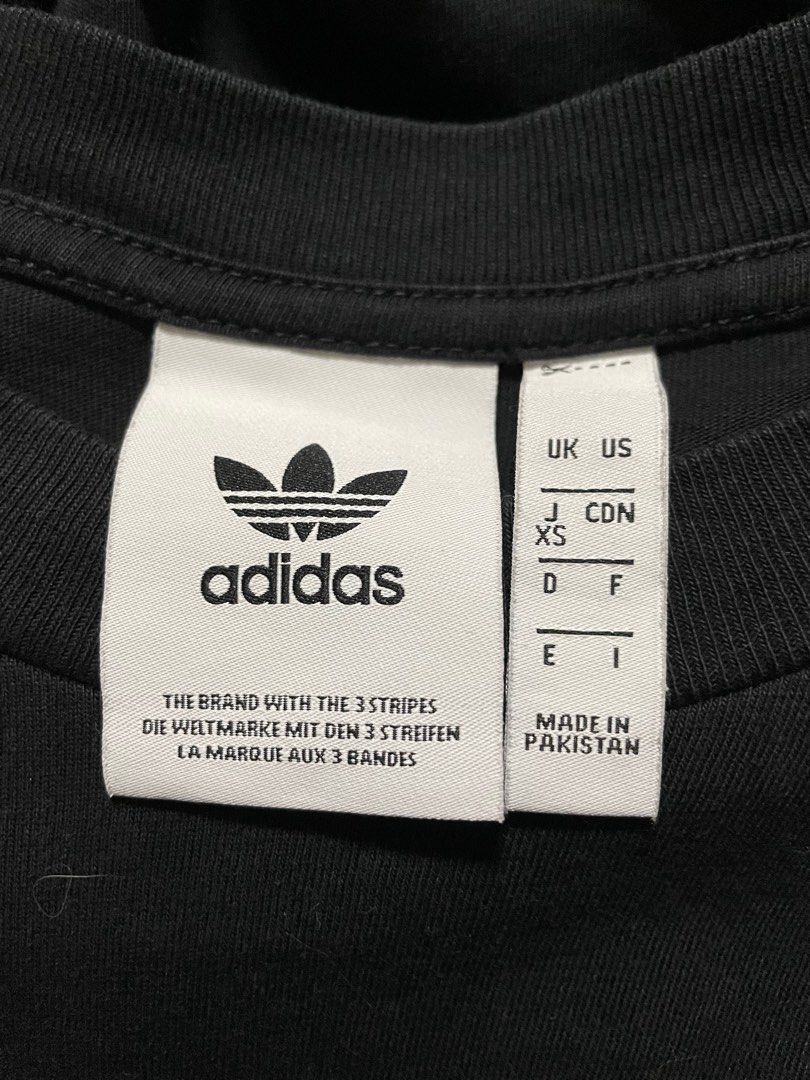 adidas
THE BRAND WITH THE 3 STRIPES
DIE WELTMARKE MIT DEN 3 STREIFEN
LA MARQUE AUX 3 BANDES
UK US
J CDN
XS
D F
E I
MADE IN
PAKISTAN